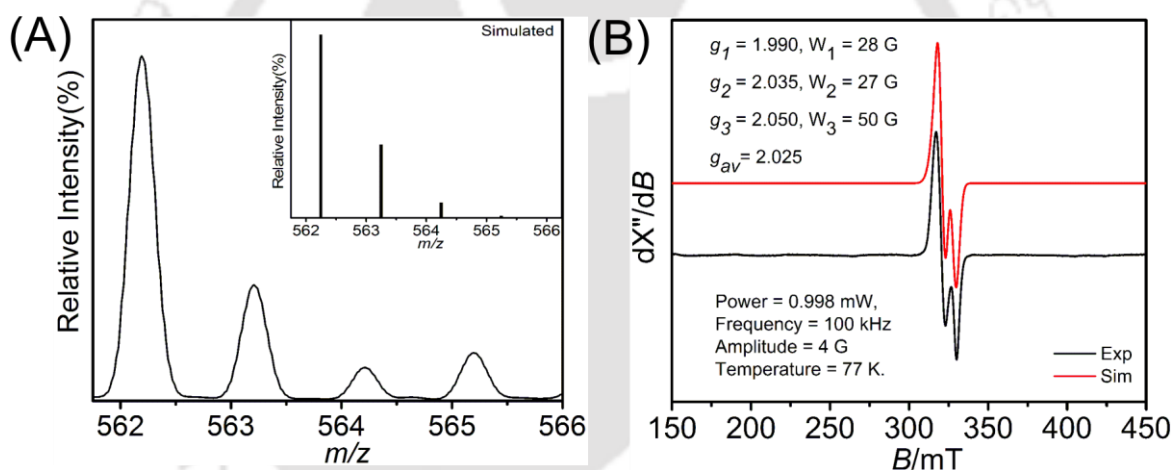 (A)
Relative Intensity(%)
562 563 564 565 566
m/z
Simulated
Relative Intensity(%)
562 563 564 565 566
m/z
(B)
g1 = 1.990, W1 = 28 G
g2 = 2.035, W2 = 27 G
g3 = 2.050, W3 = 50 G
gav= 2.025
dX"/dB
Power = 0.998 mW,
Frequency = 100 kHz
Amplitude = 4 G
Temperature = 77 K.
Exp
Sim
150 200 250 300 350 400 450
B/mT